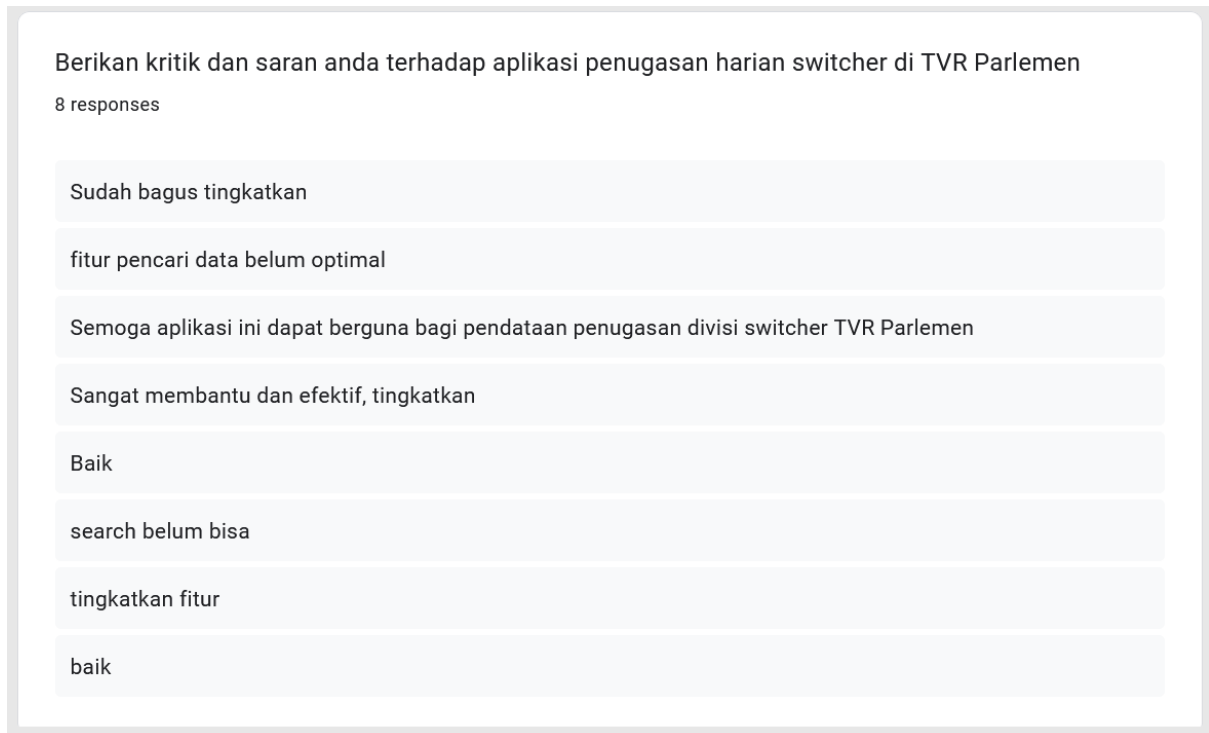 Berikan kritik dan saran anda terhadap aplikasi penugasan harian switcher di TVR Parlemen
8 responses
Sudah bagus tingkatkan
fitur pencari data belum optimal
Semoga aplikasi ini dapat berguna bagi pendataan penugasan divisi switcher TVR Parlemen
Sangat membantu dan efektif, tingkatkan
Baik
search belum bisa
tingkatkan fitur
baik